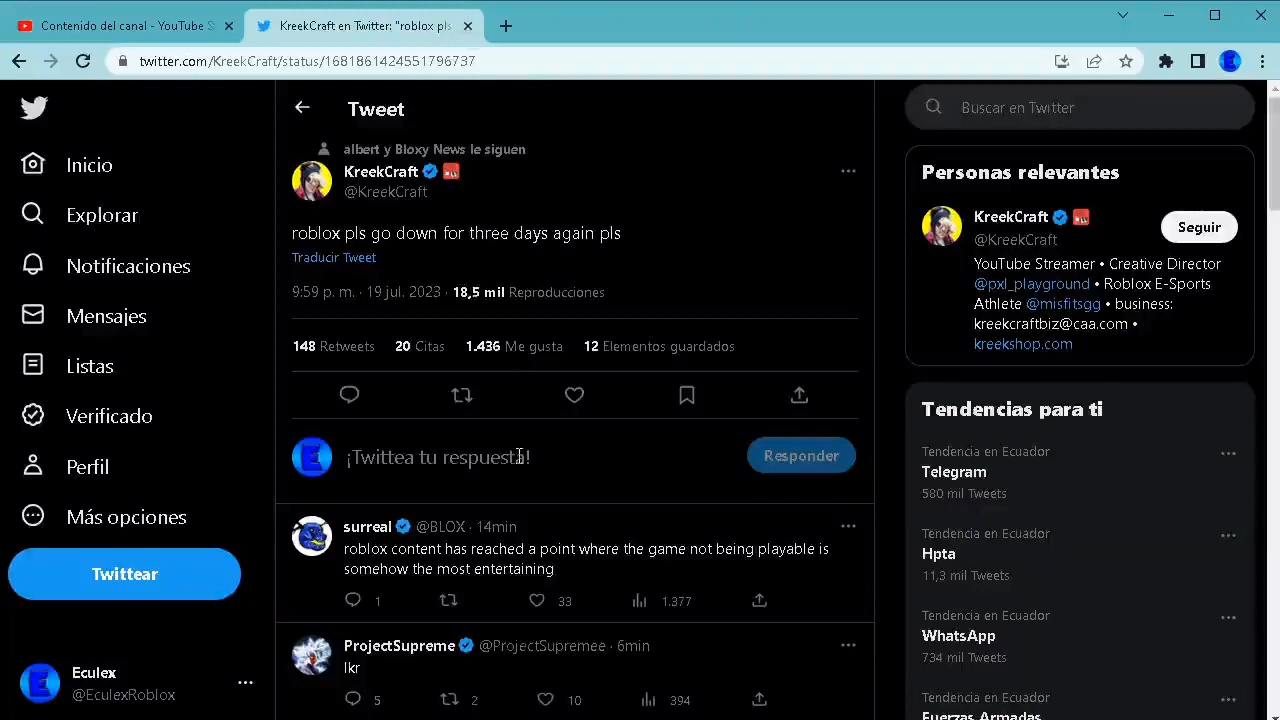 Contenido del canal - YouTube S
KreekCraft en Twitter: "roblox pls
twitter.com/KreekCraft/status/1681861424551796737
Inicio
Explorar
Notificaciones
Mensajes
Listas
Verificado
Perfil
Más opciones
Twittear
Eculex
@EculexRoblox
Tweet
albert y Bloxy News le siguen
KreekCraft
@KreekCraft
roblox pls go down for three days again pls
Traducir Tweet
9:59 p. m. · 19 jul. 2023 · 18,5 mil Reproducciones
148 Retweets 20 Citas 1.436 Me gusta 12 Elementos guardados
¡Twittea tu respuesta!
Responder
surreal @BLOX · 14min
roblox content has reached a point where the game not being playable is
somehow the most entertaining
1 33 1.377
ProjectSupreme @ProjectSupremee · 6min
Ikr
5 2 10 394
Buscar en Twitter
Personas relevantes
KreekCraft
@KreekCraft
Seguir
YouTube Streamer • Creative Director
@pxl_playground • Roblox E-Sports
Athlete @misfitsgg • business:
kreekcraftbiz@caa.com •
kreekshop.com
Tendencias para ti
Tendencia en Ecuador
Telegram
580 mil Tweets
Tendencia en Ecuador
Hpta
11,3 mil Tweets
Tendencia en Ecuador
WhatsApp
734 mil Tweets
Tendencia en Ecuador
Fuerzas Armadas